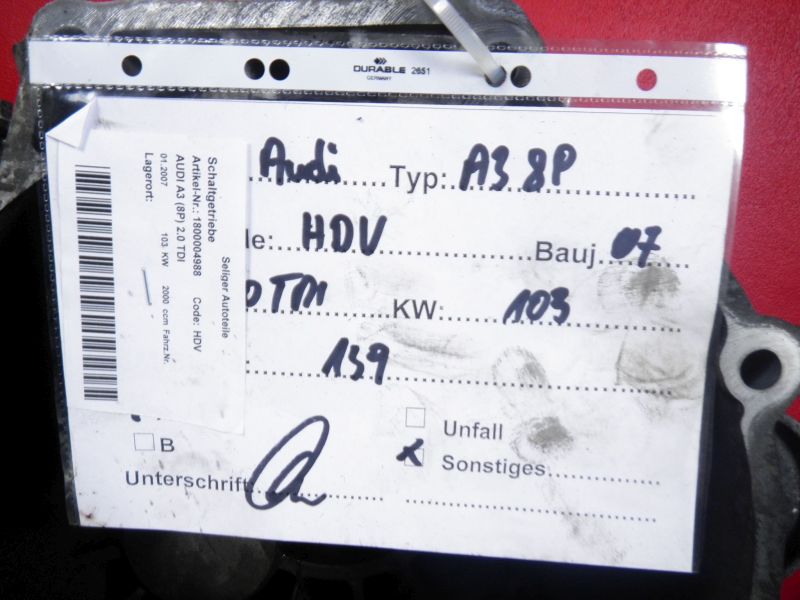 DURABLE 2651
GERMANY
Audi Typ: A3 8P
le: HDV Bauj. 07
TDI KW: 103
139
Unfall
B
Sonstiges
Unterschrift:
Schaltgetriebe Seliger Autoteile
Artikel-Nr.: 1800004988 Code: HDV
AUDI A3 (8P) 2.0 TDI
01.2007 103 KW 2000 ccm Fahrz.Nr.
Lagerort: